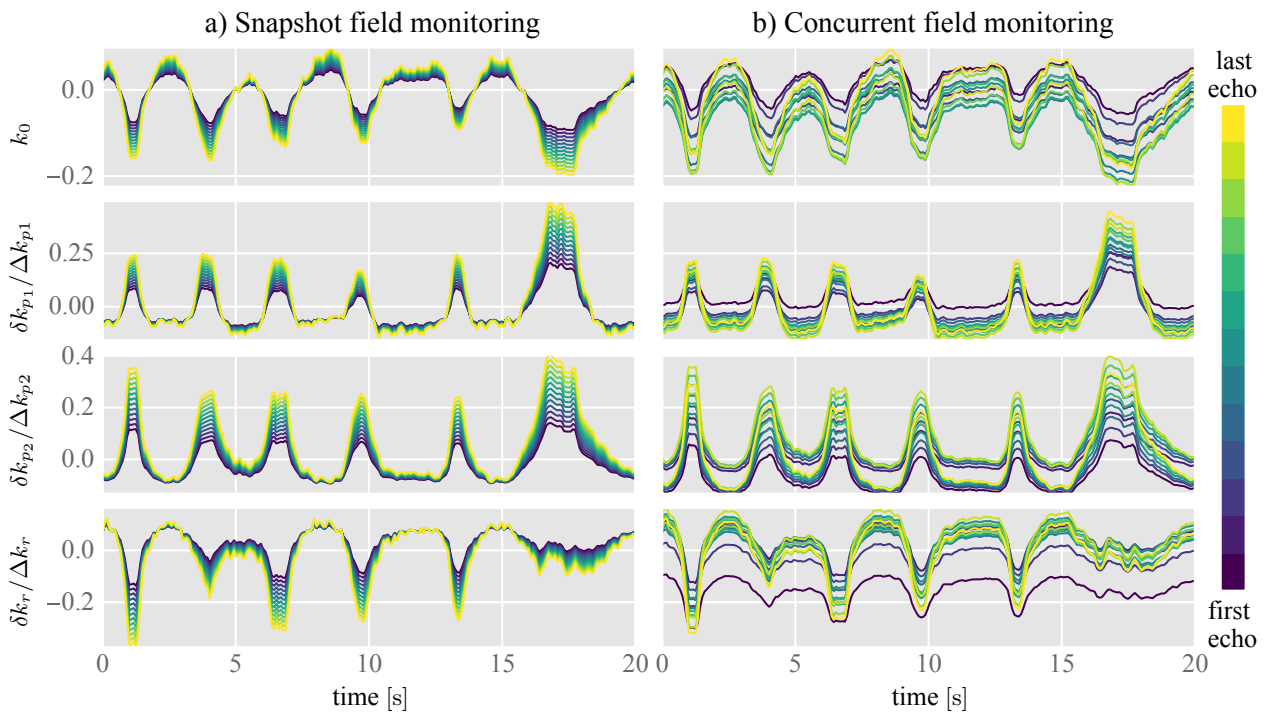 a) Snapshot field monitoring
b) Concurrent field monitoring
0.0
−0.2
k₀
0.25
0.00
δkₚ₁/Δkₚ₁
0.4
0.2
0.0
δkₚ₂/Δkₚ₂
0.0
−0.2
δkᵣ/Δkᵣ
0 5 10 15 20
0 5 10 15 20
time [s]
time [s]
last
echo
first
echo